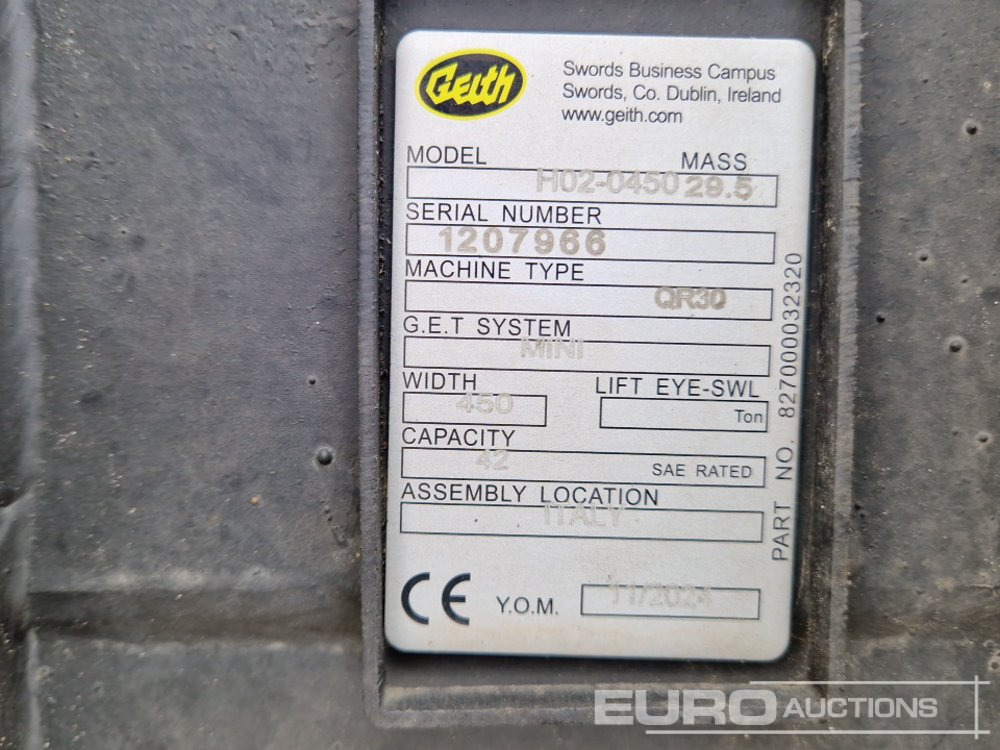 Geith
Swords Business Campus
Swords, Co. Dublin, Ireland
www.geith.com
MODEL MASS
H02-0450 29.5
SERIAL NUMBER
1207966
MACHINE TYPE
QR30
G.E.T SYSTEM
MINI
WIDTH LIFT EYE-SWL
450 Ton
CAPACITY
42 SAE RATED
ASSEMBLY LOCATION
ITALY
CE Y.O.M. 11/2024
PART NO. 8270000032320
EURO AUCTIONS